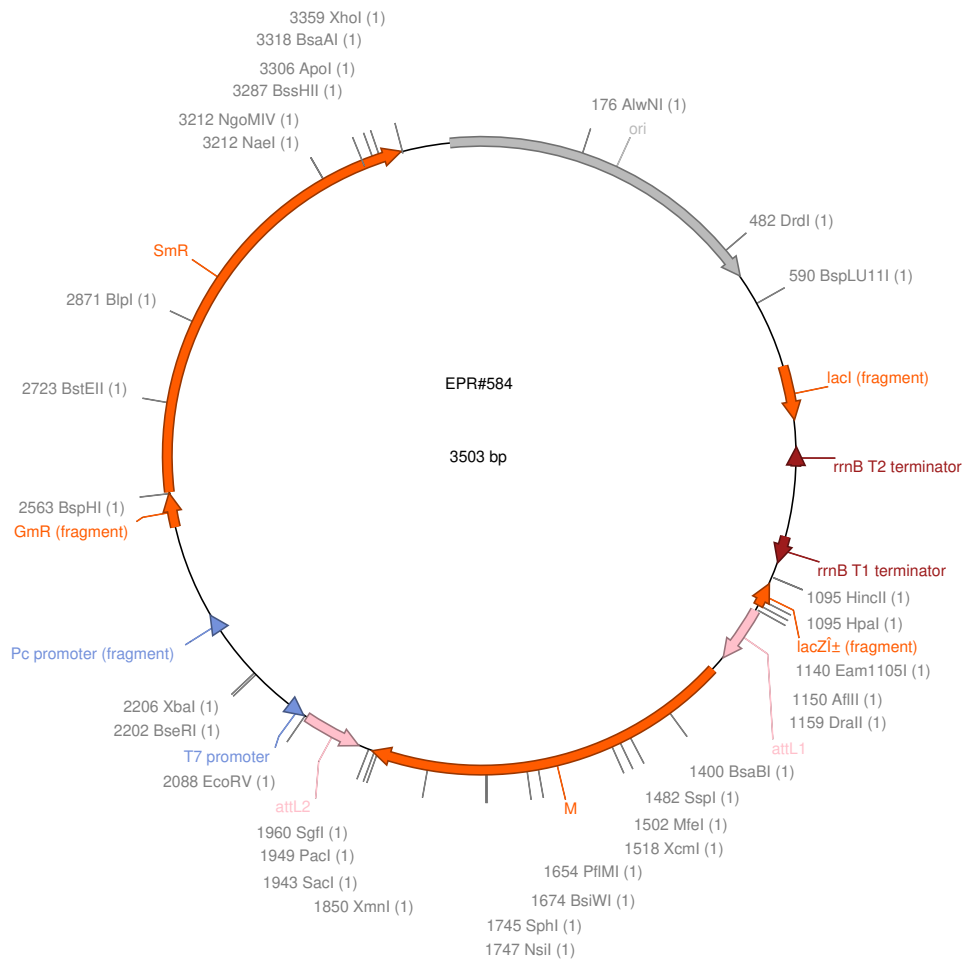 3359 XhoI (1)
3318 BsaAI (1)
3306 ApoI (1)
3287 BssHII (1)
3212 NgoMIV (1)
3212 NaeI (1)
176 AlwNI (1)
ori
482 DrdI (1)
590 BspLU11I (1)
SmR
2871 BlpI (1)
2723 BstEII (1)
EPR#584
3503 bp
lacI (fragment)
rrnB T2 terminator
2563 BspHI (1)
GmR (fragment)
rrnB T1 terminator
1095 HincII (1)
1095 HpaI (1)
lacZÎ± (fragment)
1140 Eam1105I (1)
1150 AflII (1)
1159 DraII (1)
attL1
Pc promoter (fragment)
2206 XbaI (1)
2202 BseRI (1)
T7 promoter
2088 EcoRV (1)
attL2
1960 SgfI (1)
1949 PacI (1)
1943 SacI (1)
1850 XmnI (1)
M
1400 BsaBI (1)
1482 SspI (1)
1502 MfeI (1)
1518 XcmI (1)
1654 PflMI (1)
1674 BsiWI (1)
1745 SphI (1)
1747 NsiI (1)